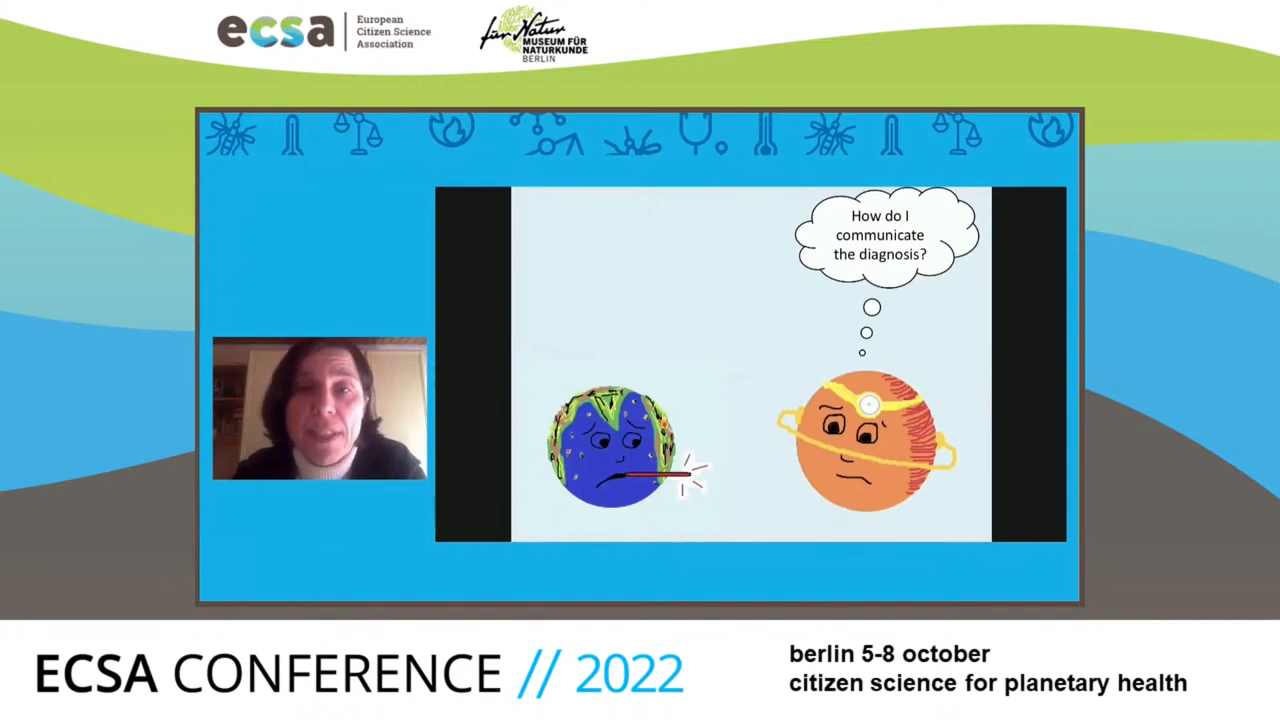 ecsa
European
Citizen Science
Association
für Natur
MUSEUM FÜR
NATURKUNDE
BERLIN
How do I
communicate
the diagnosis?
ECSA CONFERENCE // 2022
berlin 5-8 october
citizen science for planetary health